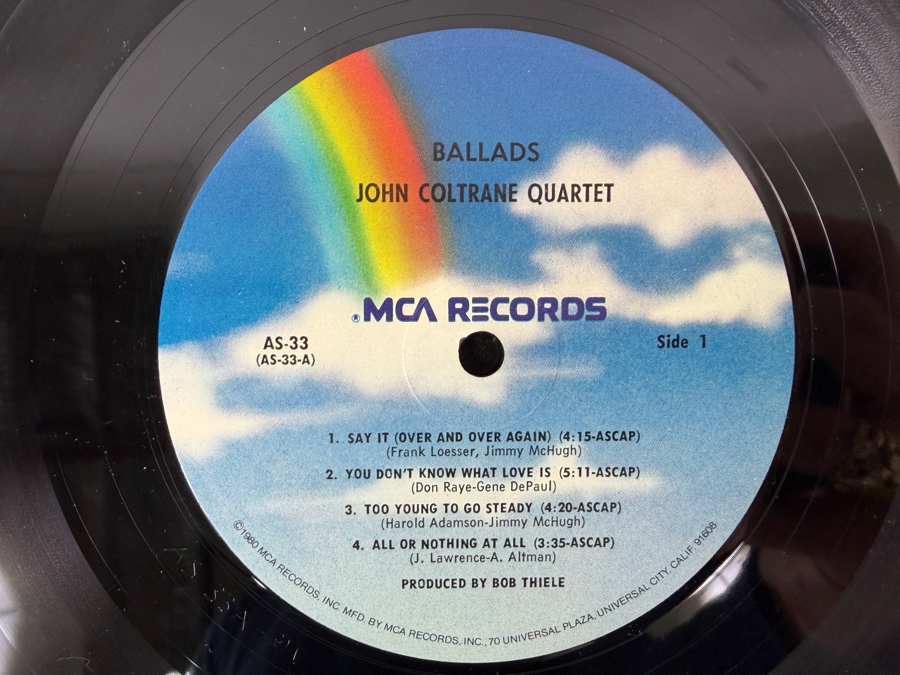 BALLADS
JOHN COLTRANE QUARTET
®MCA RECORDS
AS-33
(AS-33-A)
Side 1
1. SAY IT (OVER AND OVER AGAIN) (4:15-ASCAP)
(Frank Loesser, Jimmy McHugh)
2. YOU DON'T KNOW WHAT LOVE IS (5:11-ASCAP)
(Don Raye-Gene DePaul)
3. TOO YOUNG TO GO STEADY (4:20-ASCAP)
(Harold Adamson-Jimmy McHugh)
4. ALL OR NOTHING AT ALL (3:35-ASCAP)
(J. Lawrence-A. Altman)
PRODUCED BY BOB THIELE
©1980 MCA RECORDS, INC. MFD. BY MCA RECORDS, INC., 70 UNIVERSAL PLAZA, UNIVERSAL CITY, CALIF. 91608